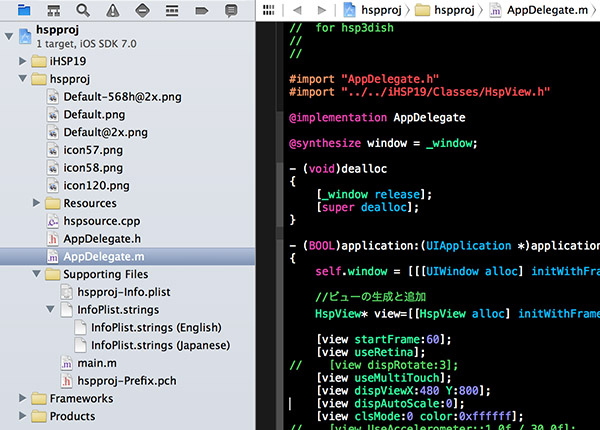 hspproj
1 target, iOS SDK 7.0
iHSP19
hspproj
Default-568h@2x.png
Default.png
Default@2x.png
icon57.png
icon58.png
icon120.png
Resources
hspsource.cpp
AppDelegate.h
AppDelegate.m
Supporting Files
hspproj-Info.plist
InfoPlist.strings
InfoPlist.strings (English)
InfoPlist.strings (Japanese)
main.m
hspproj-Prefix.pch
Frameworks
Products
hspproj 〉 hspproj 〉 AppDelegate.m
//  for hsp3dish
//
//
#import "AppDelegate.h"
#import "../../iHSP19/Classes/HspView.h"
@implementation AppDelegate
@synthesize window = _window;
- (void)dealloc
{
[_window release];
[super dealloc];
}
- (BOOL)application:(UIApplication *)application
{
self.window = [[[UIWindow alloc] initWithFram
//ビューの生成と追加
HspView* view=[[HspView alloc] initWithFrame
[view startFrame:60];
[view useRetina];
//    [view dispRotate:3];
[view useMultiTouch];
[view dispViewX:480 Y:800];
[view dispAutoScale:0];
[view clsMode:0 color:0xffffff];
//    [view UseAccelerometer:1.0f / 30.0f];